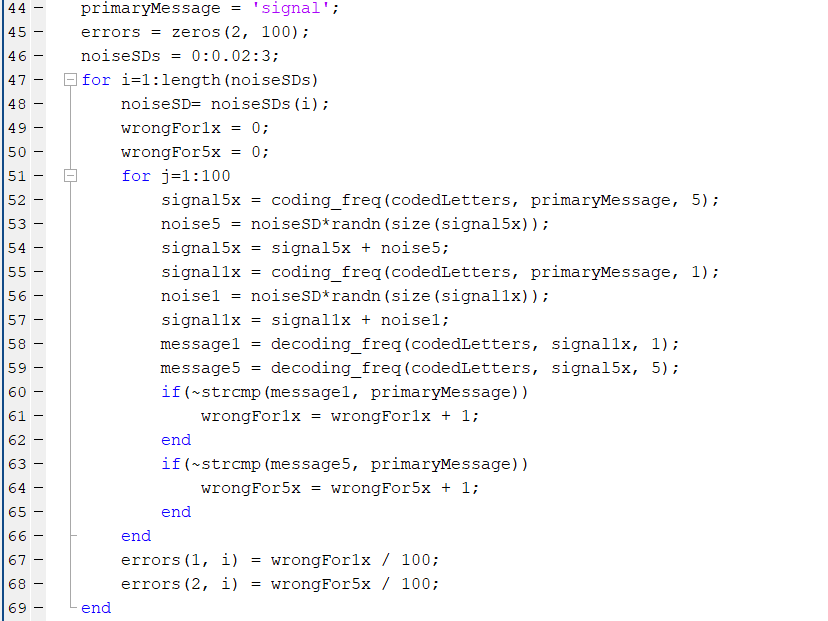 44 - primaryMessage = 'signal';
45 - errors = zeros(2, 100);
46 - noiseSDs = 0:0.02:3;
47 - for i=1:length(noiseSDs)
48 - noiseSD= noiseSDs(i);
49 - wrongFor1x = 0;
50 - wrongFor5x = 0;
51 - for j=1:100
52 - signal5x = coding_freq(codedLetters, primaryMessage, 5);
53 - noise5 = noiseSD*randn(size(signal5x));
54 - signal5x = signal5x + noise5;
55 - signal1x = coding_freq(codedLetters, primaryMessage, 1);
56 - noise1 = noiseSD*randn(size(signal1x));
57 - signal1x = signal1x + noise1;
58 - message1 = decoding_freq(codedLetters, signal1x, 1);
59 - message5 = decoding_freq(codedLetters, signal5x, 5);
60 - if(~strcmp(message1, primaryMessage))
61 - wrongFor1x = wrongFor1x + 1;
62 - end
63 - if(~strcmp(message5, primaryMessage))
64 - wrongFor5x = wrongFor5x + 1;
65 - end
66 - end
67 - errors(1, i) = wrongFor1x / 100;
68 - errors(2, i) = wrongFor5x / 100;
69 - end